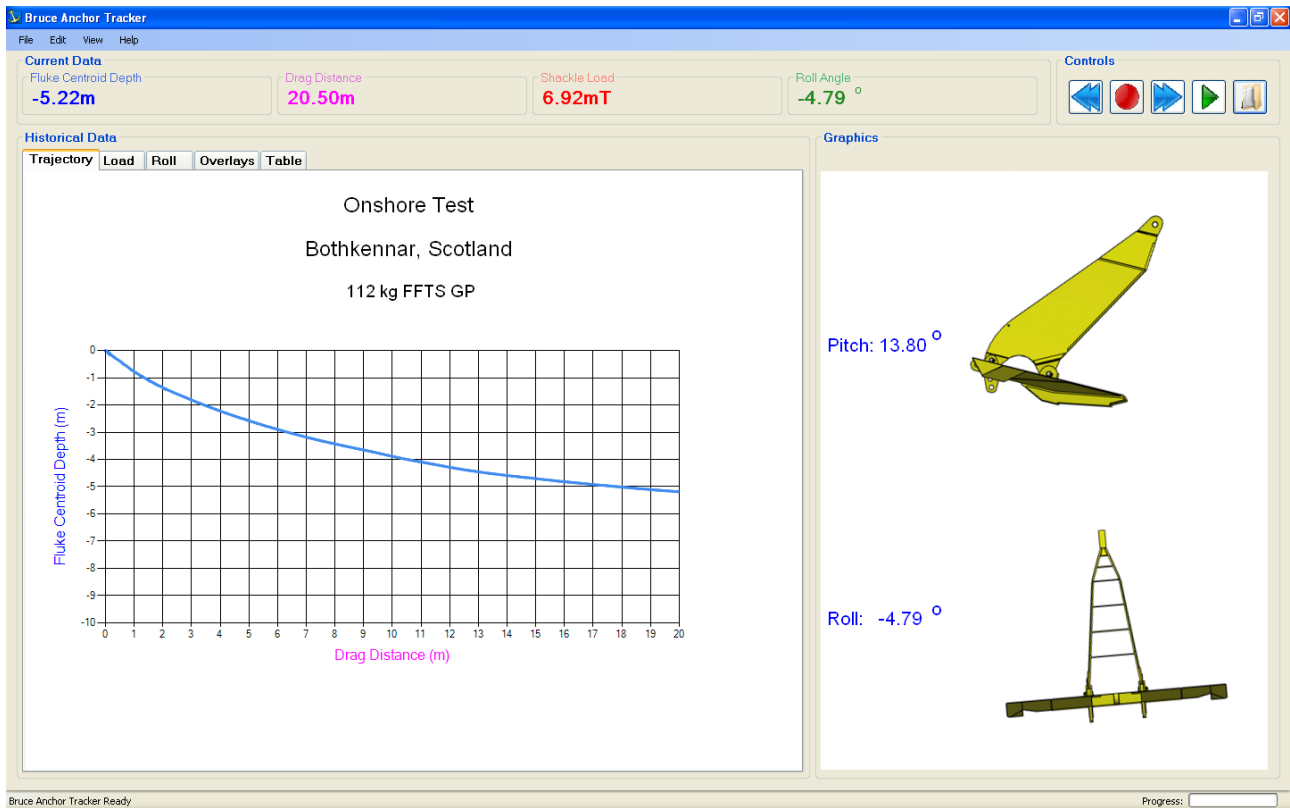 Bruce Anchor Tracker
File Edit View Help
Current Data
Controls
Fluke Centroid Depth
-5.22m
Drag Distance
20.50m
Shackle Load
6.92mT
Roll Angle
-4.79 o
Historical Data
Graphics
Trajectory Load Roll Overlays Table
Onshore Test
Bothkennar, Scotland
112 kg FFTS GP
Fluke Centroid Depth (m)
0
-1
-2
-3
-4
-5
-6
-7
-8
-9
-10
0 1 2 3 4 5 6 7 8 9 10 11 12 13 14 15 16 17 18 19 20
Drag Distance (m)
Pitch: 13.80 o
Roll: -4.79 o
Bruce Anchor Tracker Ready
Progress: